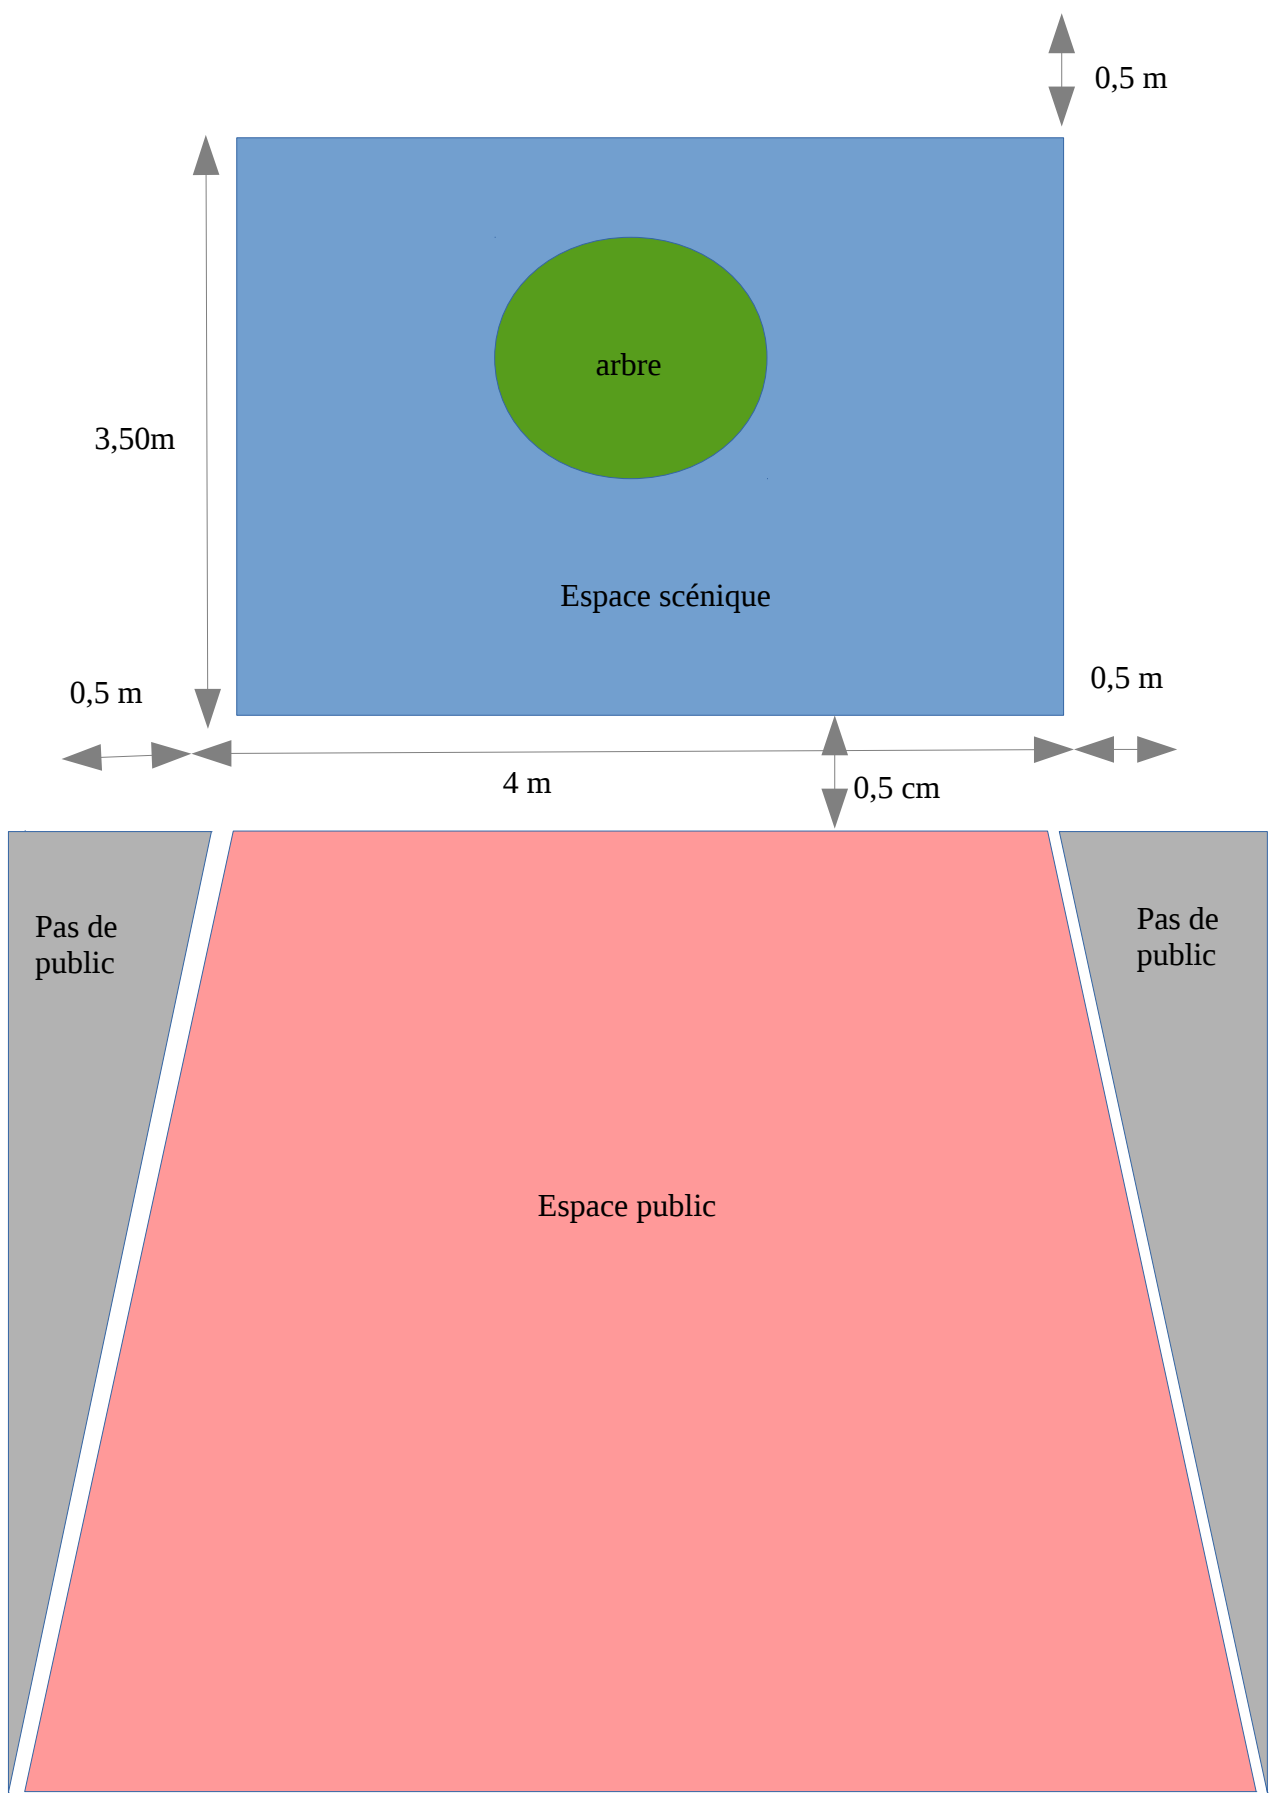 0,5 m
arbre
3,50m
Espace scénique
0,5 m
0,5 m
4 m
0,5 cm
Pas de
public
Pas de
public
Espace public